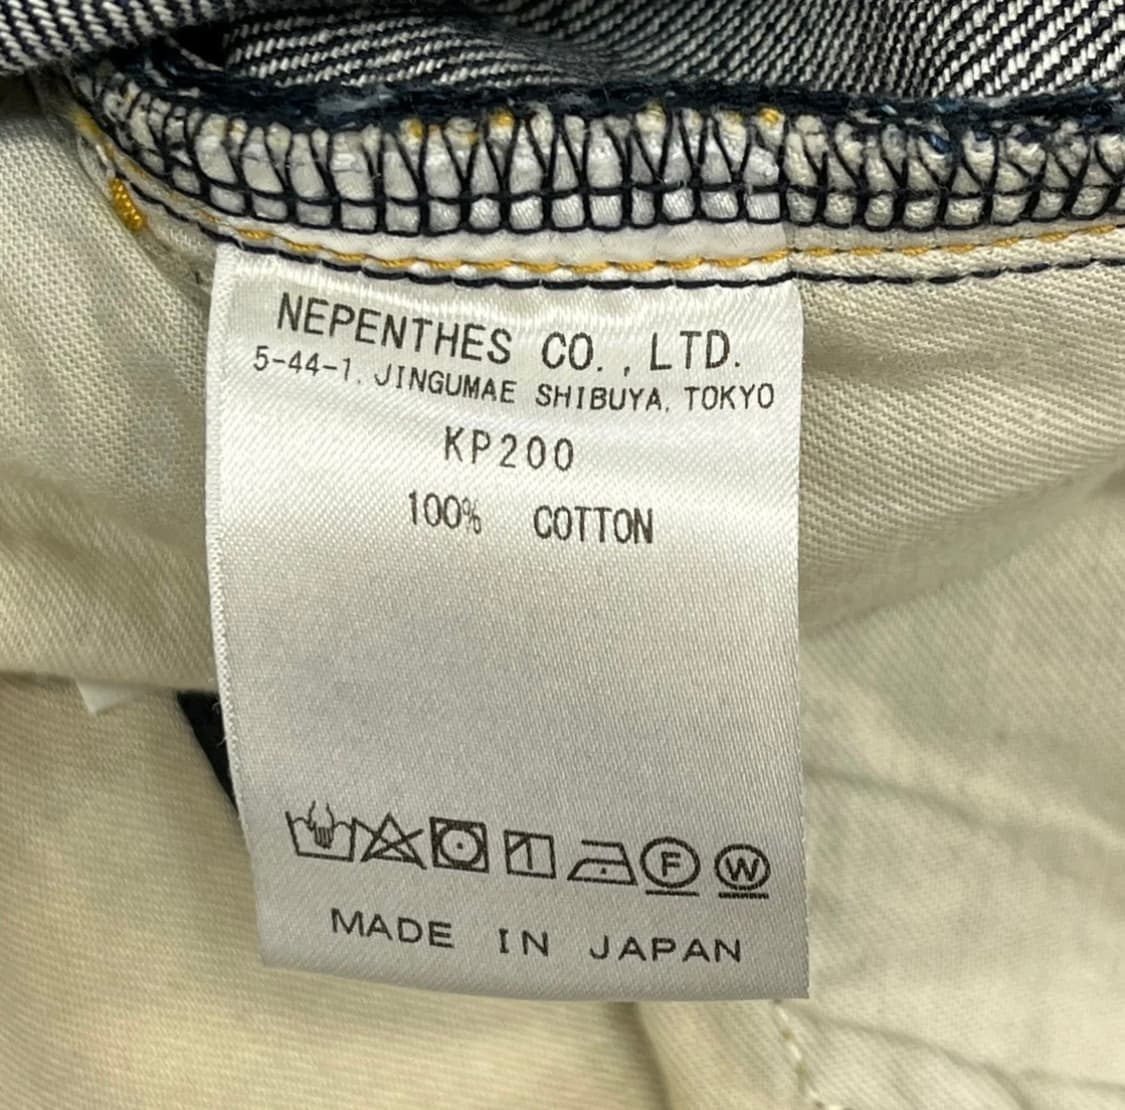 NEPENTHES CO., LTD.
5-44-1. JINGUMAE SHIBUYA, TOKYO
KP200
100% COTTON
F W
MADE IN JAPAN